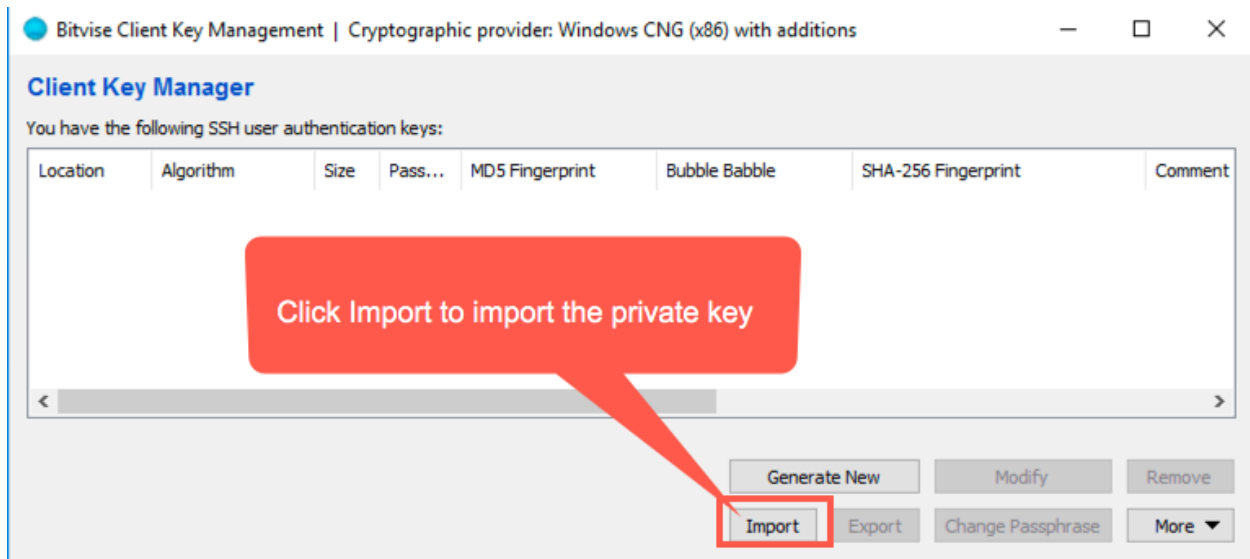 Bitvise Client Key Management | Cryptographic provider: Windows CNG (x86) with additions
Client Key Manager
You have the following SSH user authentication keys:
Location Algorithm Size Pass... MD5 Fingerprint Bubble Babble SHA-256 Fingerprint Comment
Click Import to import the private key
Generate New Modify Remove
Import Export Change Passphrase More